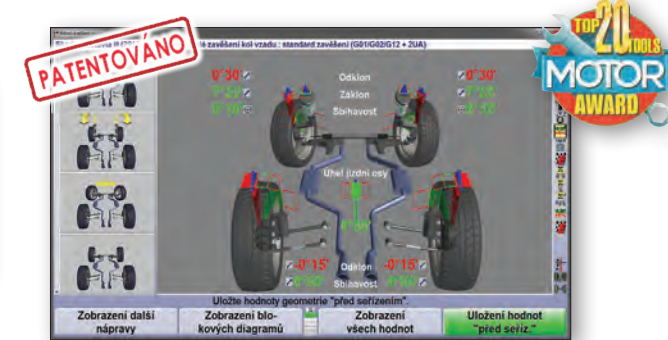 PATENTOVÁNO
TOP 20 TOOLS
MOTOR
AWARD
zavěšení kol vzadu : standard zavěšení (G01/G02/G12 + 2UA)
0°30' Odklon 0°30'
Záklon
Sbíhavost
Úhel jízdní osy
-0°15' Odklon -0°15'
Sbíhavost
Uložte hodnoty geometrie "před seřízením".
Zobrazení další nápravy
Zobrazení blo-
kových diagramů
Zobrazení
všech hodnot
Uložení hodnot
"před seříz."